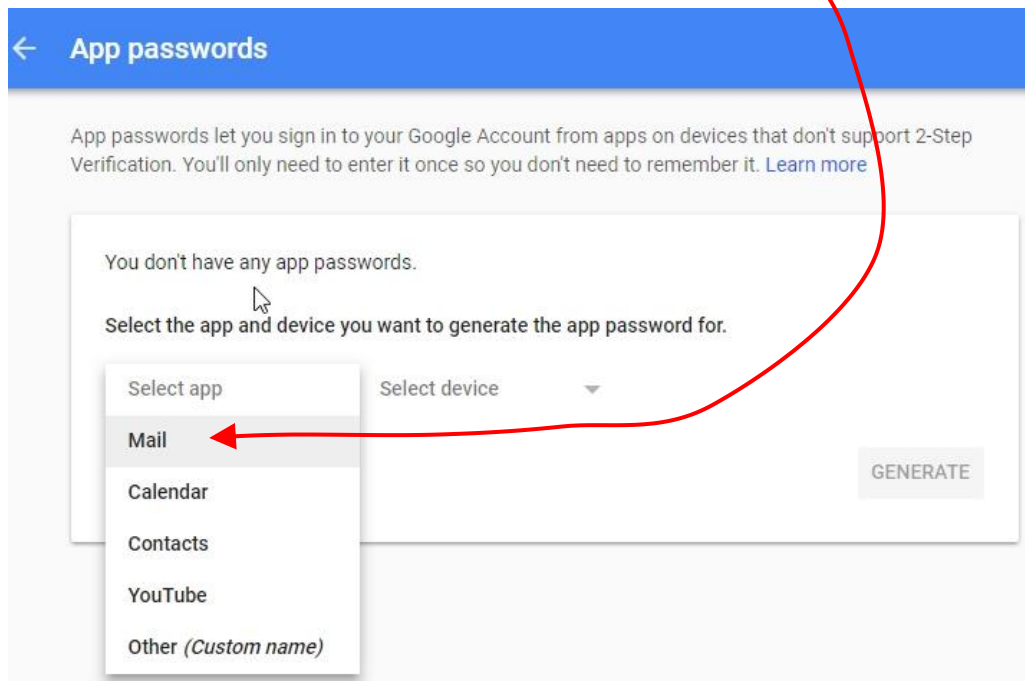 App passwords
App passwords let you sign in to your Google Account from apps on devices that don't support 2-Step
Verification. You'll only need to enter it once so you don't need to remember it. Learn more
You don't have any app passwords.
Select the app and device you want to generate the app password for.
Select app
Select device
Mail
Calendar
Contacts
YouTube
Other (Custom name)
GENERATE